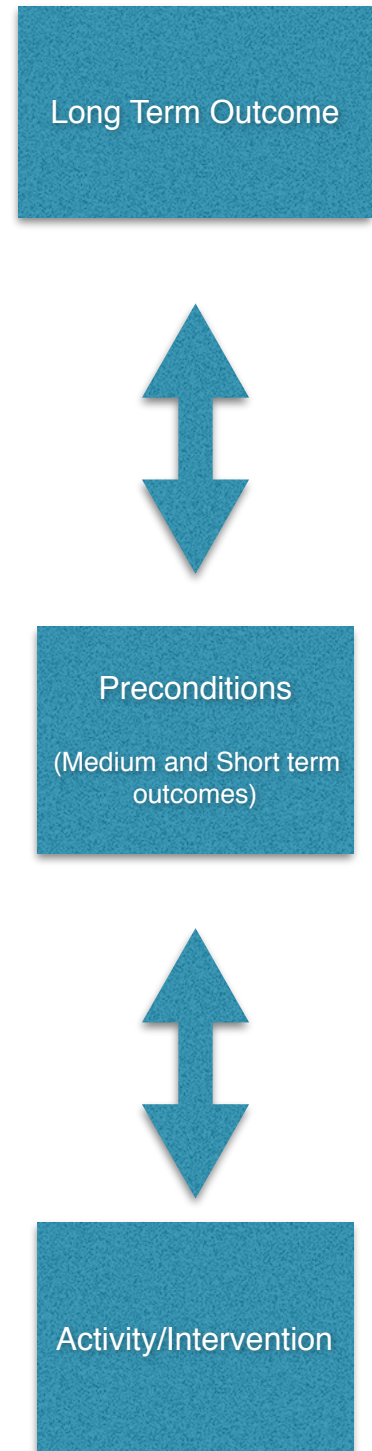 Long Term Outcome
Preconditions
(Medium and Short term
outcomes)
Activity/Intervention